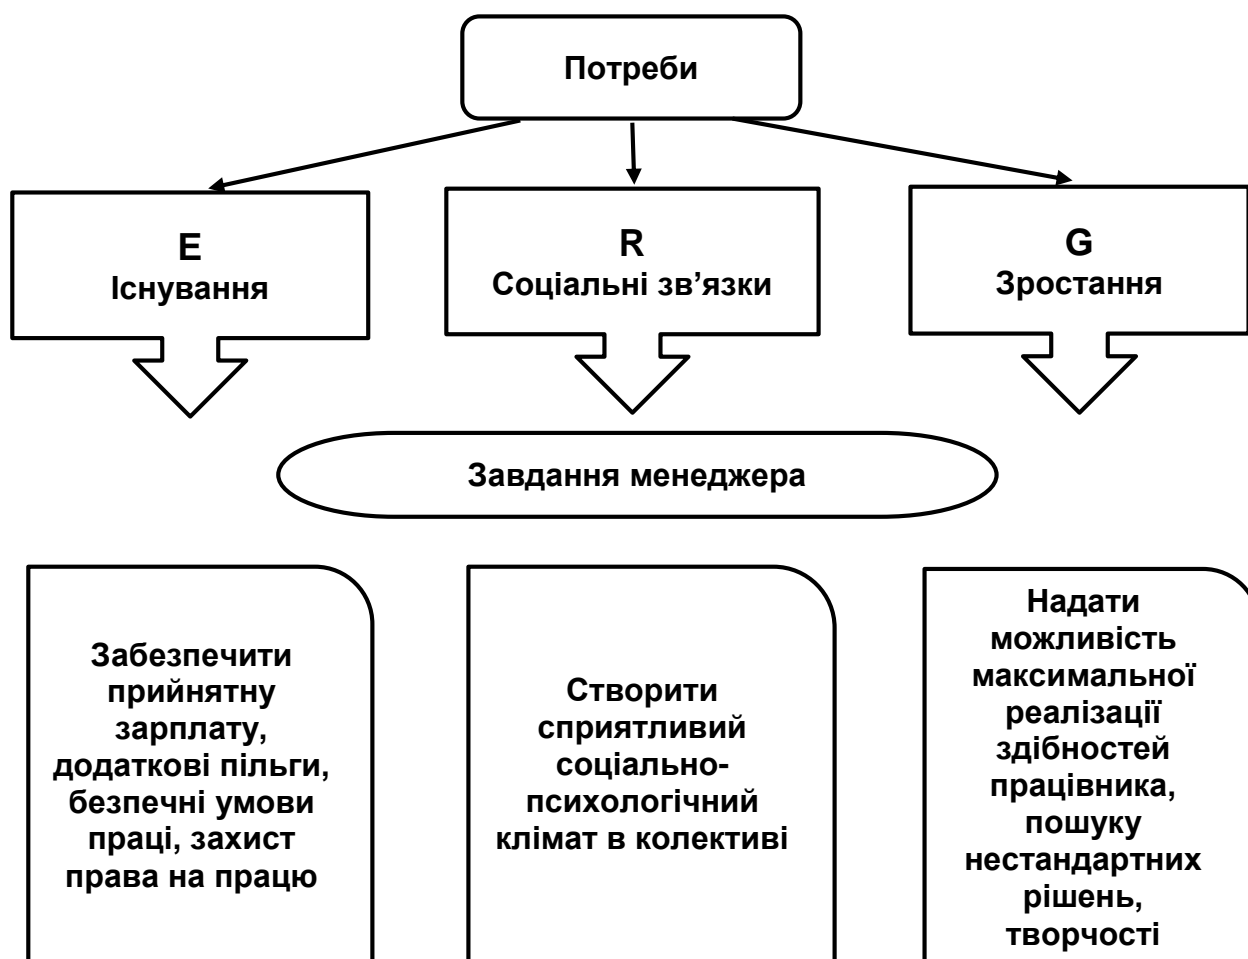 Потреби
E
Існування
R
Соціальні зв’язки
G
Зростання
Завдання менеджера
Забезпечити
прийнятну
зарплату,
додаткові пільги,
безпечні умови
праці, захист
права на працю
Створити
сприятливий
соціально-
психологічний
клімат в колективі
Надати
можливість
максимальної
реалізації
здібностей
працівника,
пошуку
нестандартних
рішень,
творчості